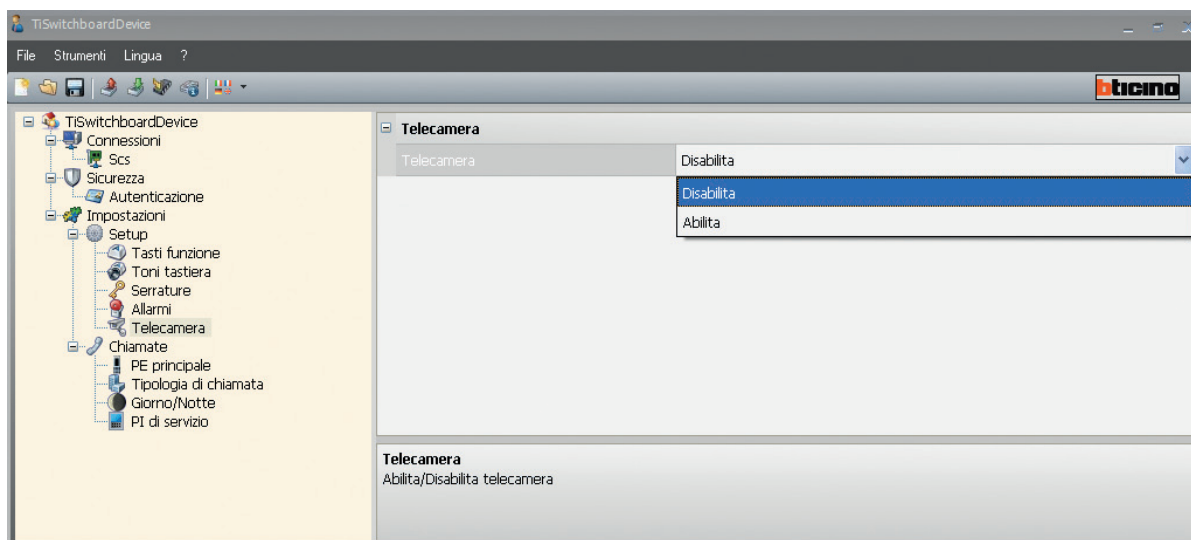 TiSwitchboardDevice
File Strumenti Lingua ?
bticino
TiSwitchboardDevice
Connessioni
Scs
Sicurezza
Autenticazione
Impostazioni
Setup
Tasti funzione
Toni tastiera
Serrature
Allarmi
Telecamera
Chiamate
PE principale
Tipologia di chiamata
Giorno/Notte
PI di servizio
Telecamera
Telecamera Disabilita
Disabilita
Abilita
Telecamera
Abilita/Disabilita telecamera